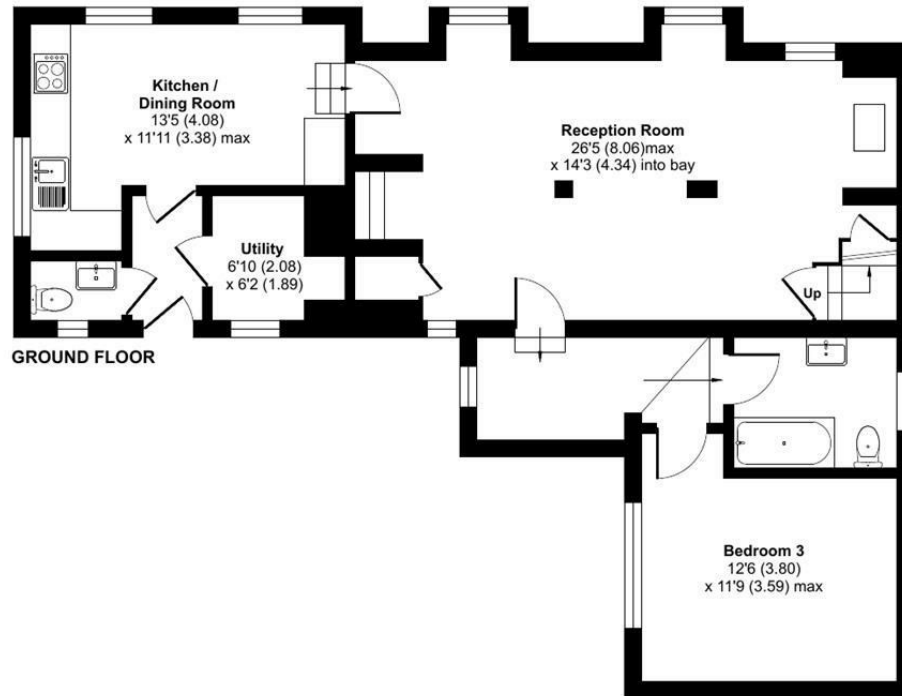 Kitchen /
Dining Room
13'5 (4.08)
x 11'11 (3.38) max
Reception Room
26'5 (8.06)max
x 14'3 (4.34) into bay
Utility
6'10 (2.08)
x 6'2 (1.89)
Up
GROUND FLOOR
Bedroom 3
12'6 (3.80)
x 11'9 (3.59) max